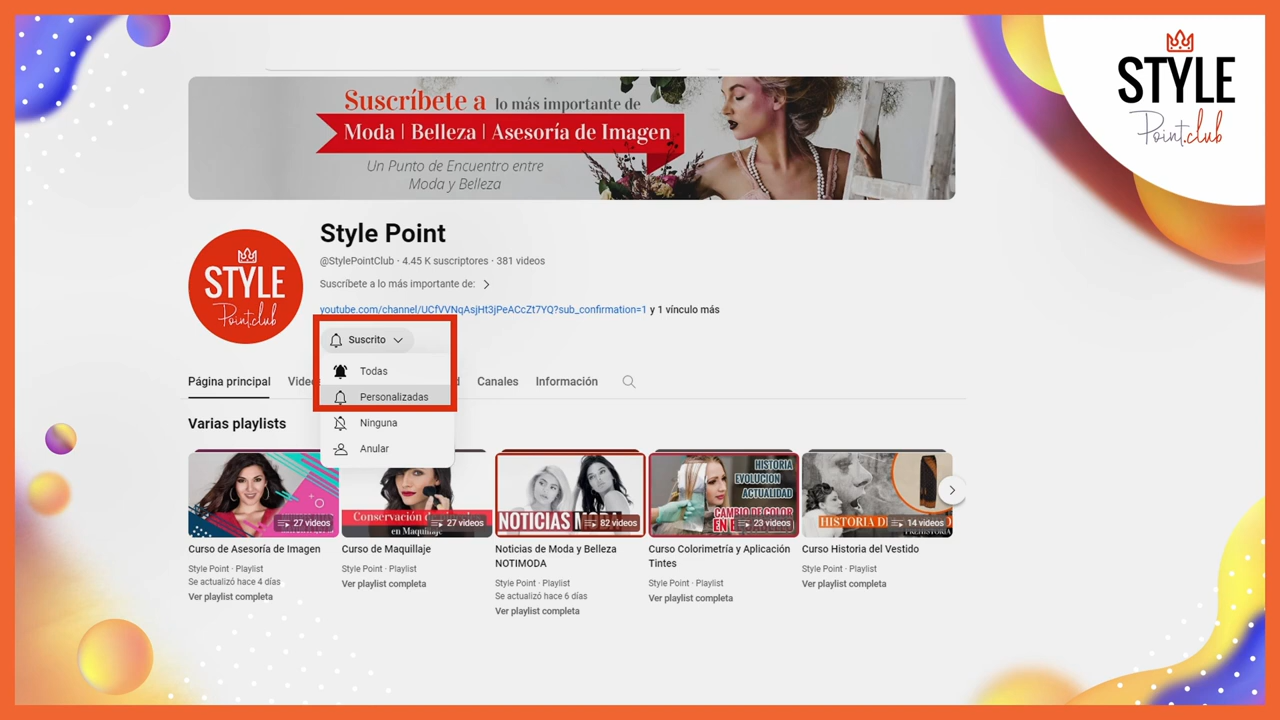 STYLE
Point.club
Suscríbete a lo más importante de
Moda | Belleza | Asesoría de Imagen
Un Punto de Encuentro entre
Moda y Belleza
STYLE
Point.club
Style Point
@StylePointClub · 4.45 K suscriptores · 381 videos
Suscríbete a lo más importante de:
youtube.com/channel/UCfVVNqAsjHt3jPeACcZt7YQ?sub_confirmation=1 y 1 vínculo más
Suscrito
Todas
Personalizadas
Ninguna
Anular
Página principal
Canales
Información
Varias playlists
27 videos
Conservación
en Maquillaje
27 videos
NOTICIAS
82 videos
HISTORIA
EVOLUCION
ACTUALIDAD
CAMBIO DE COLOR
23 videos
HISTORIA
PREHISTORIA
14 videos
Curso de Asesoría de Imagen
Style Point · Playlist
Se actualizó hace 4 días
Ver playlist completa
Curso de Maquillaje
Style Point · Playlist
Ver playlist completa
Noticias de Moda y Belleza
NOTIMODA
Style Point · Playlist
Se actualizó hace 6 días
Ver playlist completa
Curso Colorimetría y Aplicación
Tintes
Style Point · Playlist
Ver playlist completa
Curso Historia del Vestido
Style Point · Playlist
Ver playlist completa